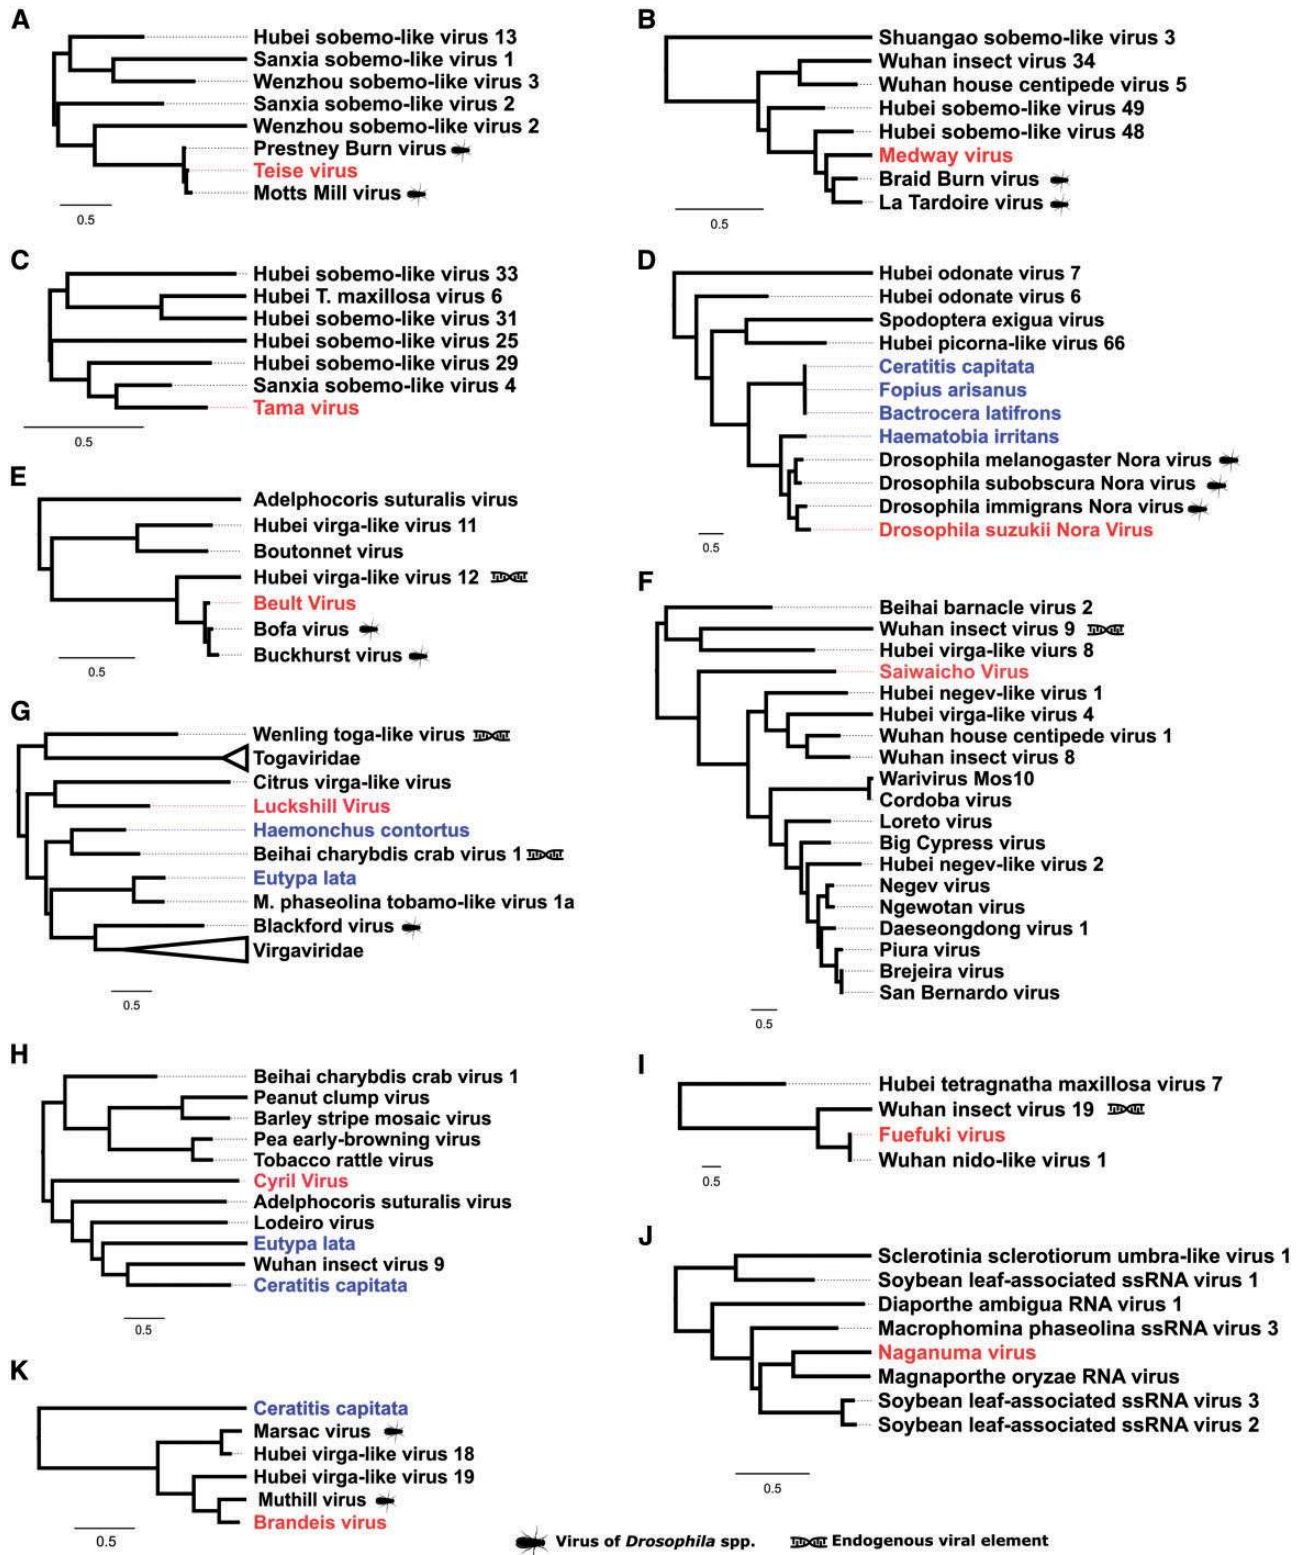 A
Hubei sobemo-like virus 13
Sanxia sobemo-like virus 1
Wenzhou sobemo-like virus 3
Sanxia sobemo-like virus 2
Wenzhou sobemo-like virus 2
Prestney Burn virus
Teise virus
Motts Mill virus
0.5
B
Shuangao sobemo-like virus 3
Wuhan insect virus 34
Wuhan house centipede virus 5
Hubei sobemo-like virus 49
Hubei sobemo-like virus 48
Medway virus
Braid Burn virus
La Tardoire virus
0.5
C
Hubei sobemo-like virus 33
Hubei T. maxillosa virus 6
Hubei sobemo-like virus 31
Hubei sobemo-like virus 25
Hubei sobemo-like virus 29
Sanxia sobemo-like virus 4
Tama virus
0.5
D
Hubei odonate virus 7
Hubei odonate virus 6
Spodoptera exigua virus
Hubei picorna-like virus 66
Ceratitis capitata
Fopius arisanus
Bactrocera latifrons
Haematobia irritans
Drosophila melanogaster Nora virus
Drosophila subobscura Nora virus
Drosophila immigrans Nora virus
Drosophila suzukii Nora Virus
0.5
E
Adelphocoris suturalis virus
Hubei virga-like virus 11
Boutonnet virus
Hubei virga-like virus 12
Beult Virus
Bofa virus
Buckhurst virus
0.5
F
Beihai barnacle virus 2
Wuhan insect virus 9
Hubei virga-like viurs 8
Saiwaicho Virus
Hubei negev-like virus 1
Hubei virga-like virus 4
Wuhan house centipede virus 1
Wuhan insect virus 8
Warivirus Mos10
Cordoba virus
Loreto virus
Big Cypress virus
Hubei negev-like virus 2
Negev virus
Ngewotan virus
Daeseongdong virus 1
Piura virus
Brejeira virus
San Bernardo virus
0.5
G
Wenling toga-like virus
Togaviridae
Citrus virga-like virus
Luckshill Virus
Haemonchus contortus
Beihai charybdis crab virus 1
Eutypa lata
M. phaseolina tobamo-like virus 1a
Blackford virus
Virgaviridae
0.5
H
Beihai charybdis crab virus 1
Peanut clump virus
Barley stripe mosaic virus
Pea early-browning virus
Tobacco rattle virus
Cyril Virus
Adelphocoris suturalis virus
Lodeiro virus
Eutypa lata
Wuhan insect virus 9
Ceratitis capitata
0.5
I
Hubei tetragnatha maxillosa virus 7
Wuhan insect virus 19
Fuefuki virus
Wuhan nido-like virus 1
0.5
J
Sclerotinia sclerotiorum umbra-like virus 1
Soybean leaf-associated ssRNA virus 1
Diaporthe ambigua RNA virus 1
Macrophomina phaseolina ssRNA virus 3
Naganuma virus
Magnaporthe oryzae RNA virus
Soybean leaf-associated ssRNA virus 3
Soybean leaf-associated ssRNA virus 2
0.5
K
Ceratitis capitata
Marsac virus
Hubei virga-like virus 18
Hubei virga-like virus 19
Muthill virus
Brandeis virus
0.5
Virus of Drosophila spp.
Endogenous viral element